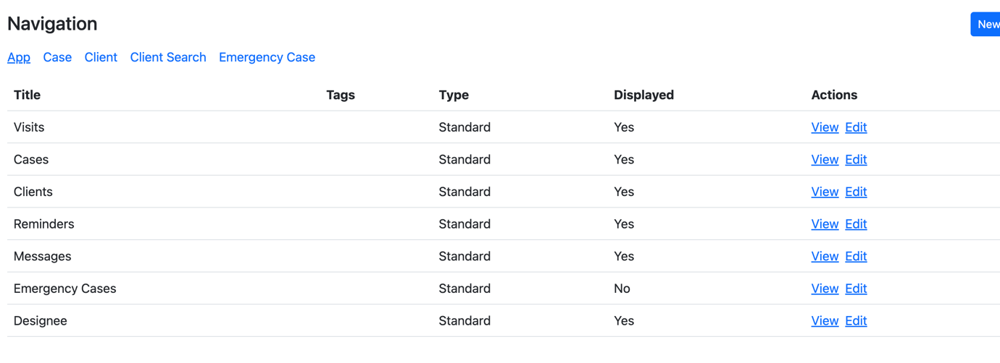 Navigation
New
App Case Client Client Search Emergency Case
Title Tags Type Displayed Actions
Visits Standard Yes View Edit
Cases Standard Yes View Edit
Clients Standard Yes View Edit
Reminders Standard Yes View Edit
Messages Standard Yes View Edit
Emergency Cases Standard No View Edit
Designee Standard Yes View Edit